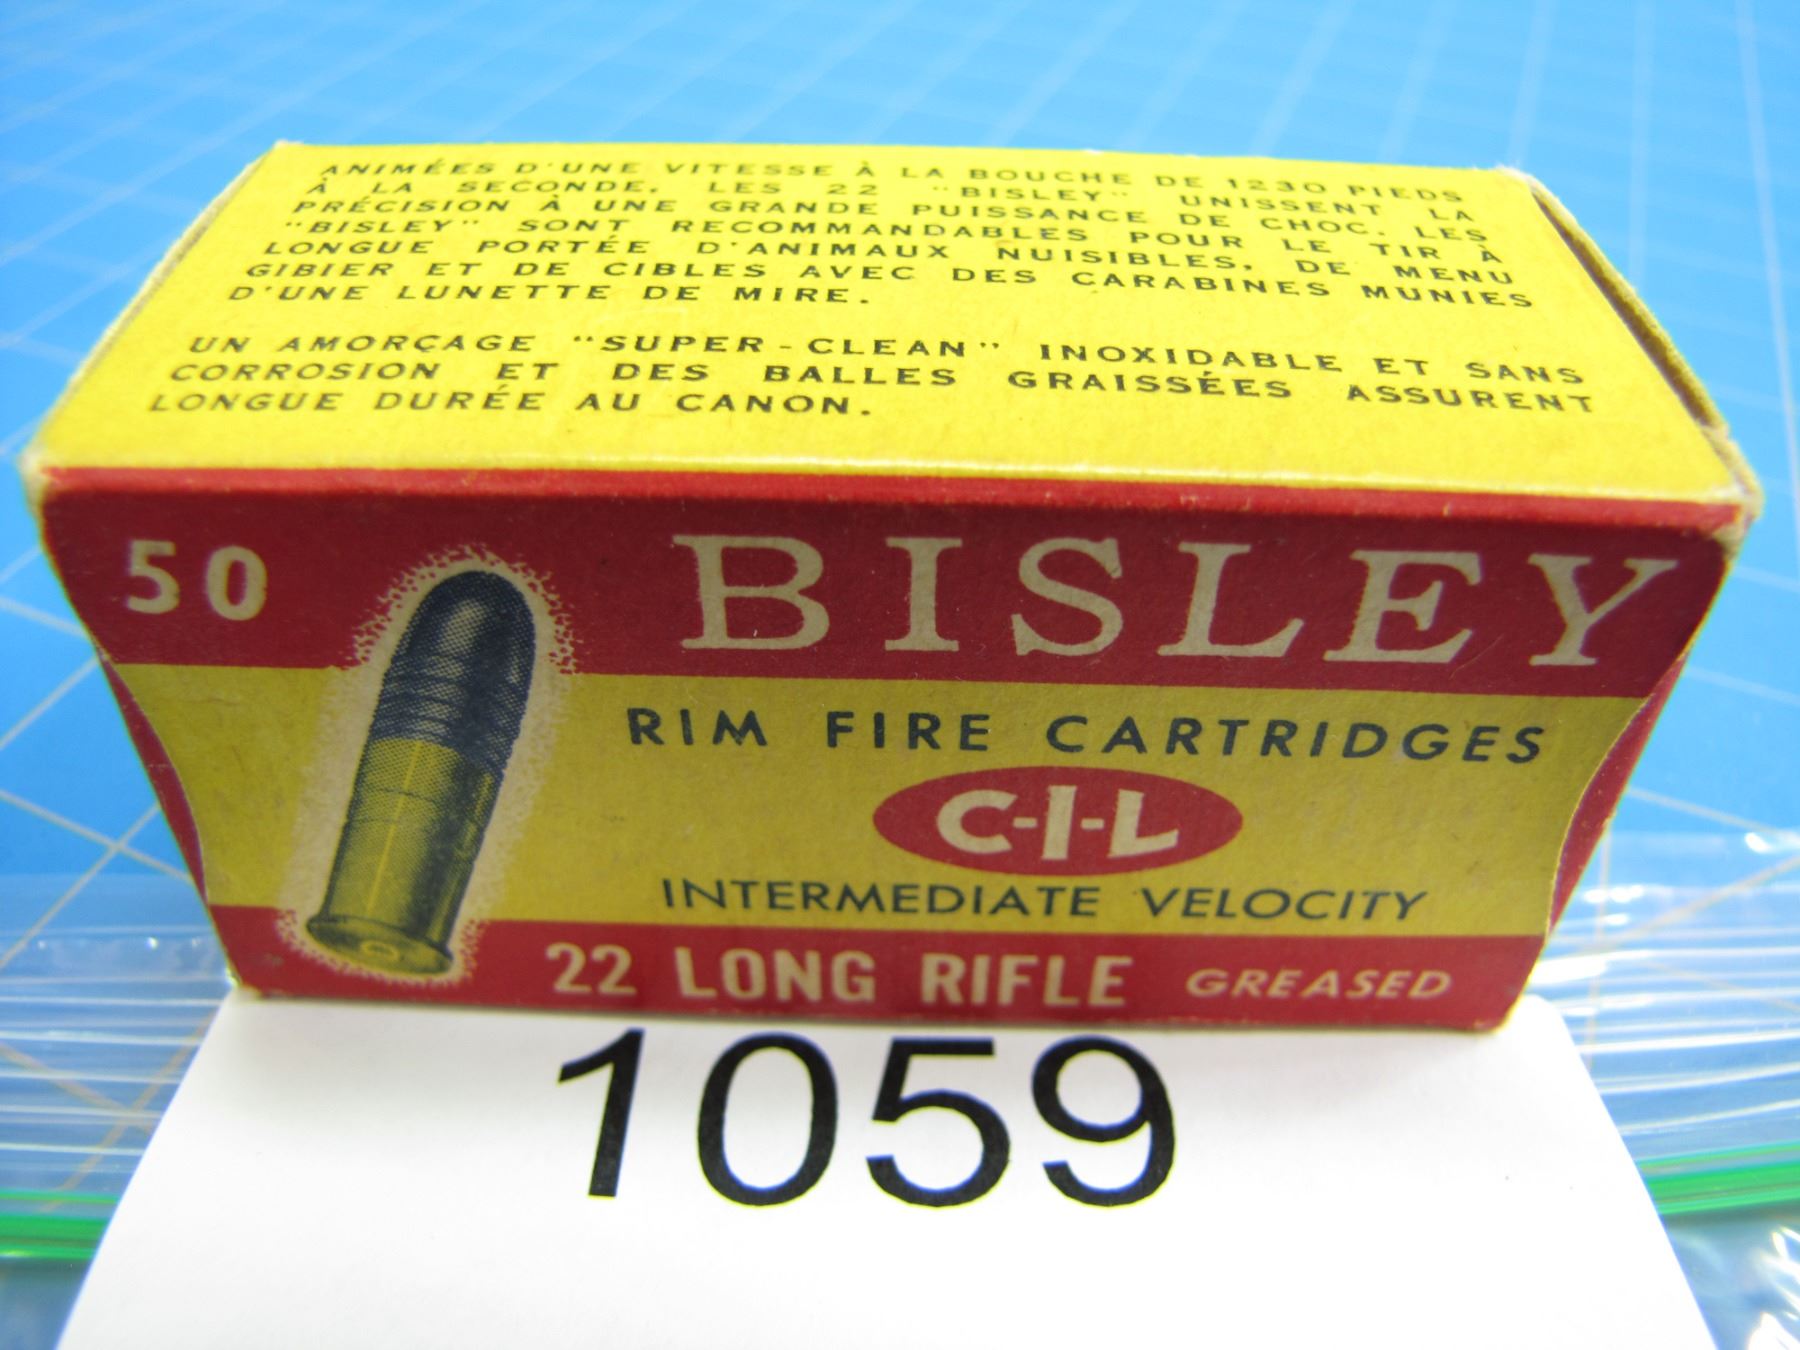 ANIMÉES D'UNE VITESSE À LA BOUCHE DE 1230 PIEDS
À LA SECONDE, LES 22 "BISLEY" UNISSENT LA
PRÉCISION À UNE GRANDE PUISSANCE DE CHOC. LES
"BISLEY" SONT RECOMMANDABLES POUR LE TIR À
LONGUE PORTÉE D'ANIMAUX NUISIBLES, DE MENU
GIBIER ET DE CIBLES AVEC DES CARABINES MUNIES
D'UNE LUNETTE DE MIRE.
UN AMORÇAGE "SUPER-CLEAN" INOXIDABLE ET SANS
CORROSION ET DES BALLES GRAISSÉES ASSURENT
LONGUE DURÉE AU CANON.
50 BISLEY
RIM FIRE CARTRIDGES
C-I-L
INTERMEDIATE VELOCITY
22 LONG RIFLE GREASED
1059